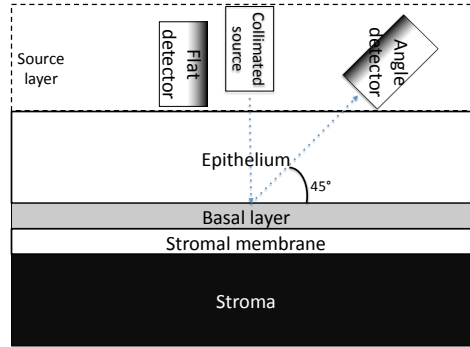 Source
layer
Flat
detector
Collimated
source
Angle
detector
Epithelium
45°
Basal layer
Stromal membrane
Stroma